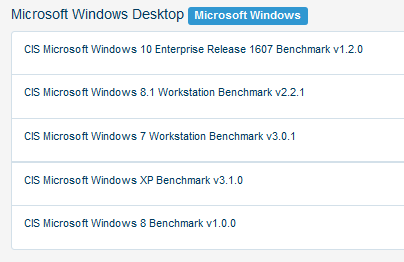 Microsoft Windows Desktop Microsoft Windows
CIS Microsoft Windows 10 Enterprise Release 1607 Benchmark v1.2.0
CIS Microsoft Windows 8.1 Workstation Benchmark v2.2.1
CIS Microsoft Windows 7 Workstation Benchmark v3.0.1
CIS Microsoft Windows XP Benchmark v3.1.0
CIS Microsoft Windows 8 Benchmark v1.0.0